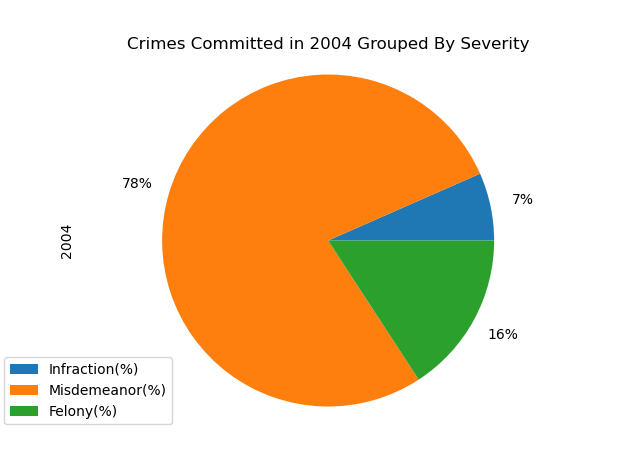 Crimes Committed in 2004 Grouped By Severity
78%
7%
2004
16%
Infraction(%)
Misdemeanor(%)
Felony(%)